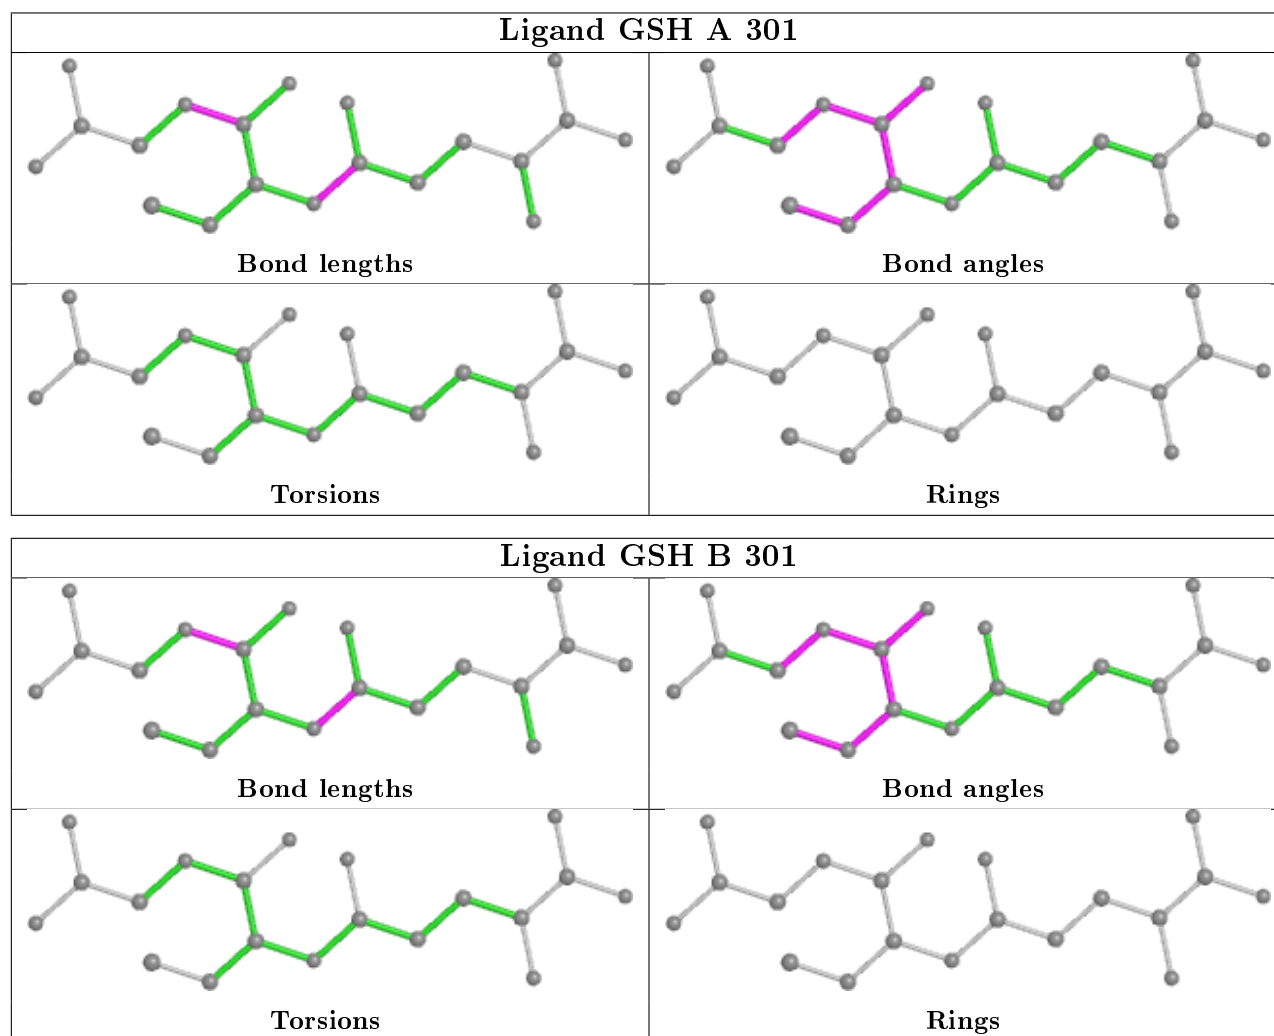 Ligand GSH A 301
Bond lengths
Bond angles
Torsions
Rings
Ligand GSH B 301
Bond lengths
Bond angles
Torsions
Rings